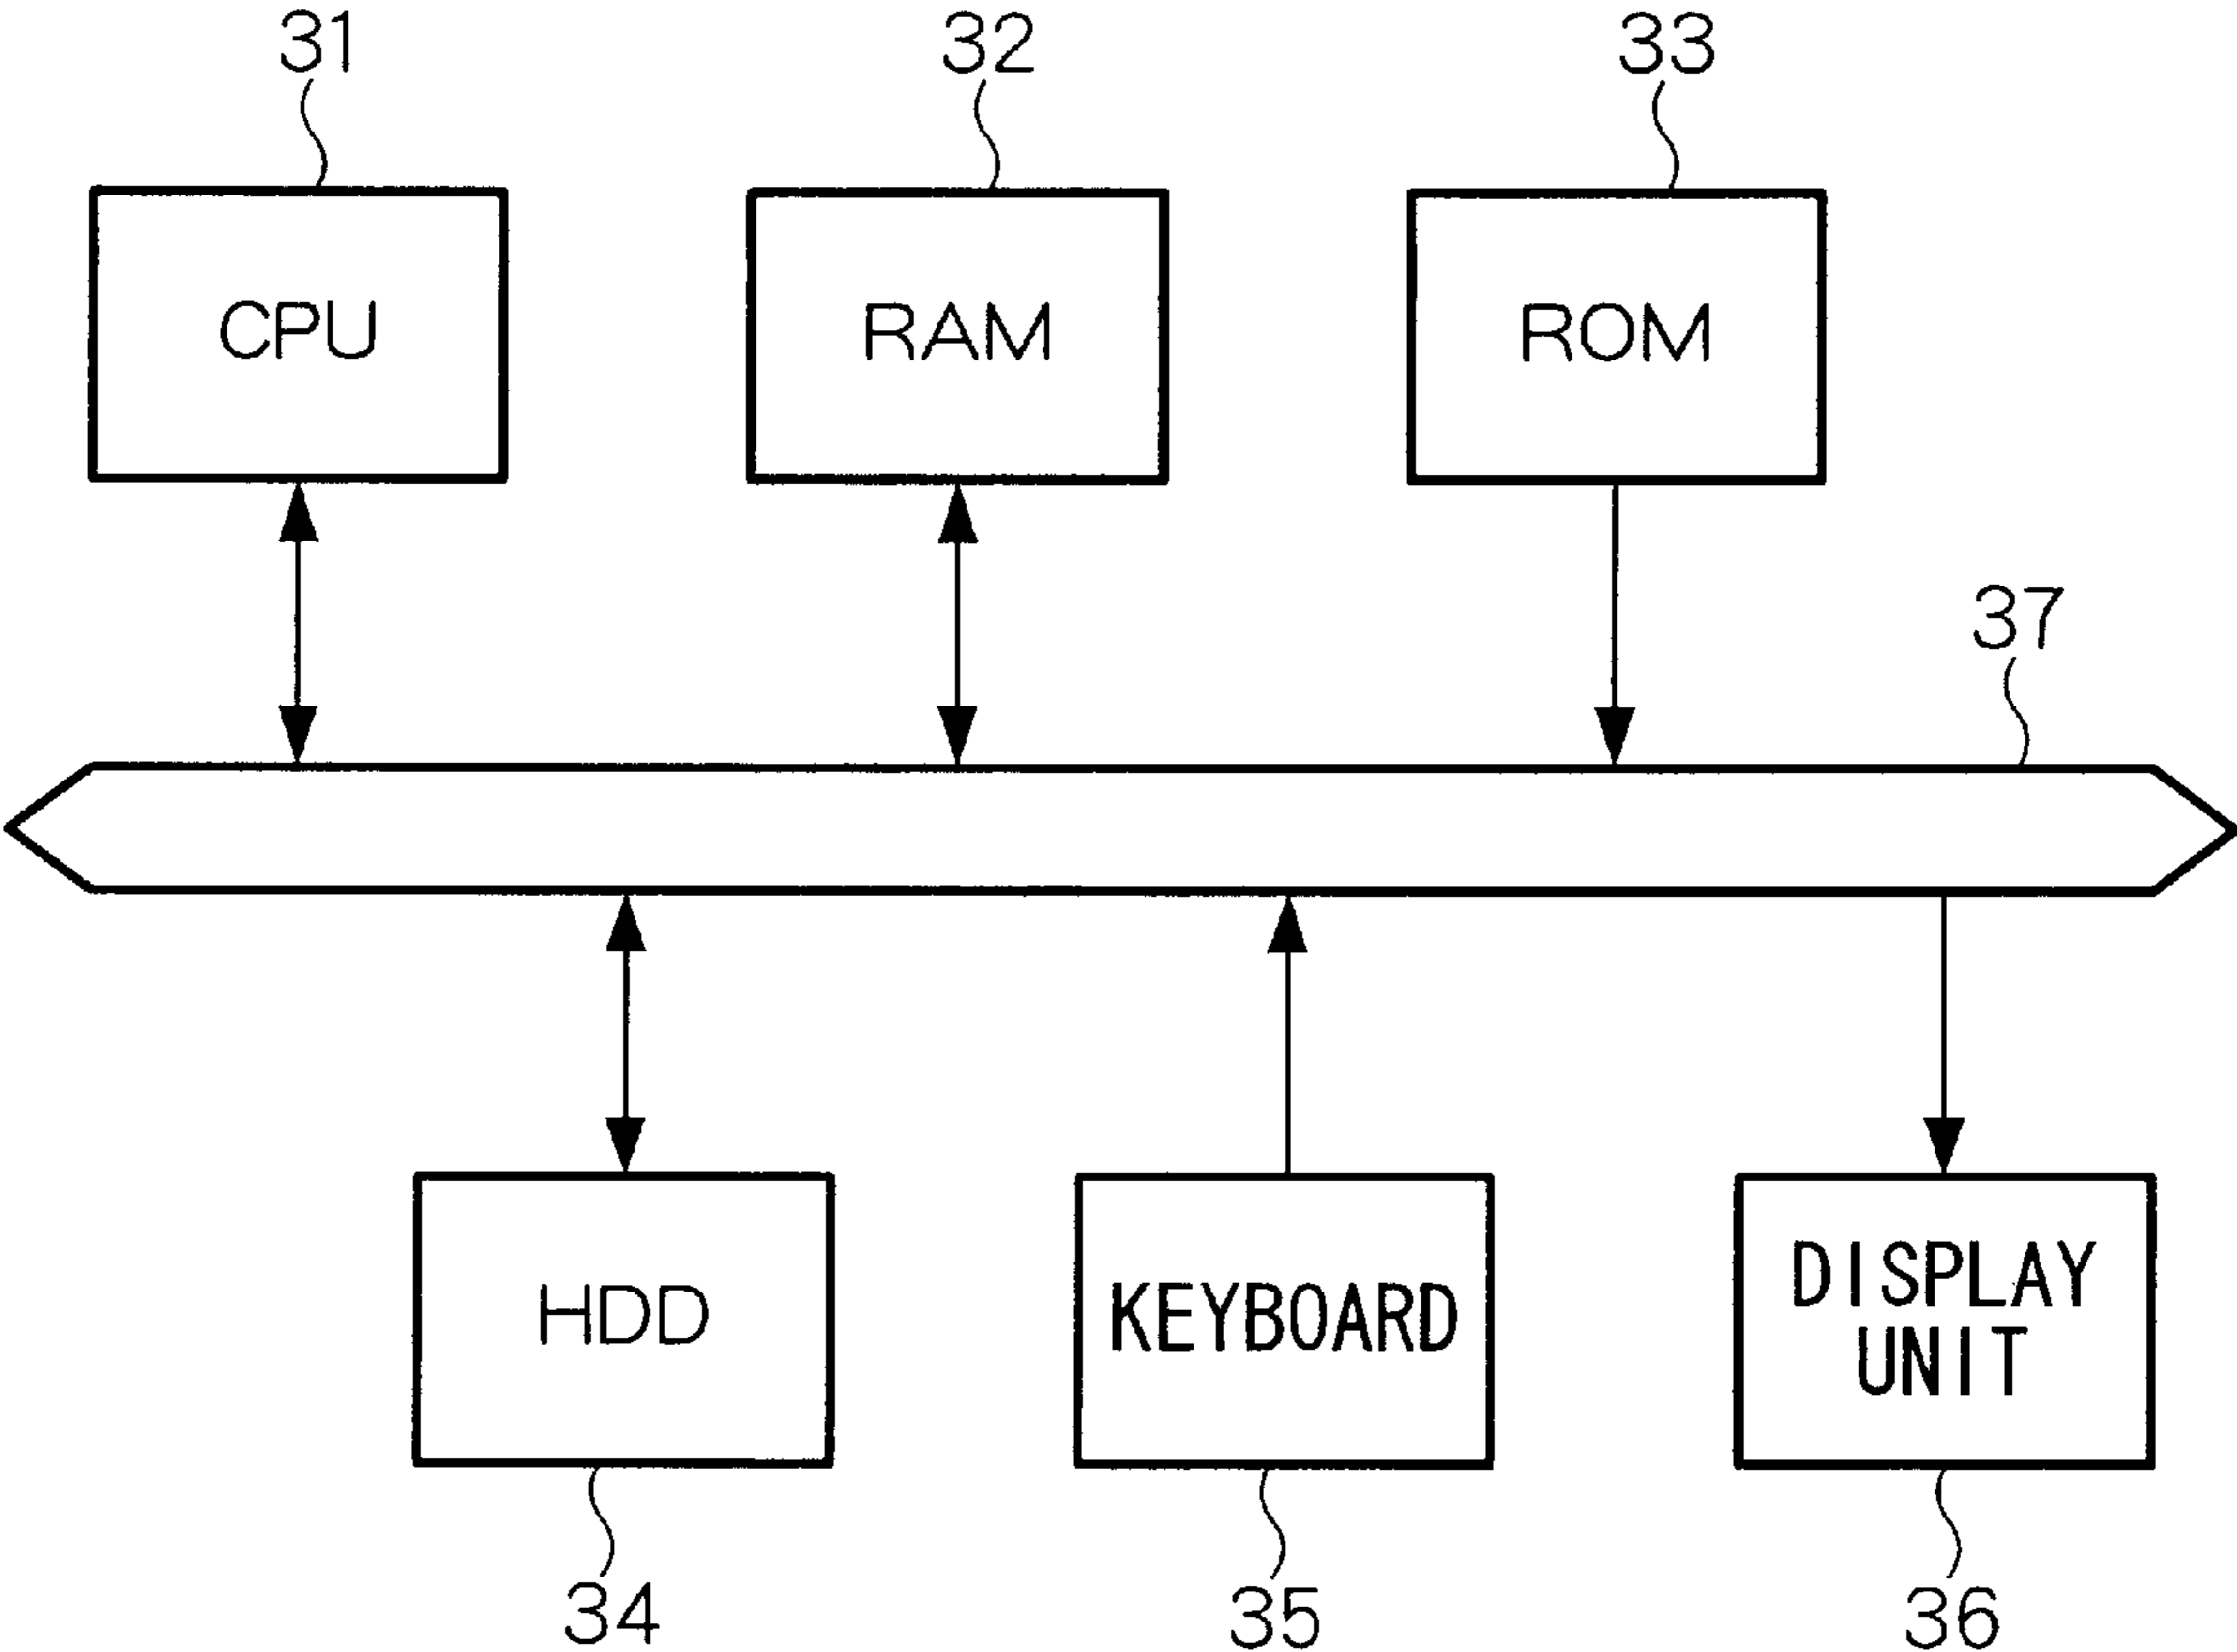 31
32
33
CPU
RAM
ROM
37
HDD
KEYBOARD
DISPLAY
UNIT
34
35
36